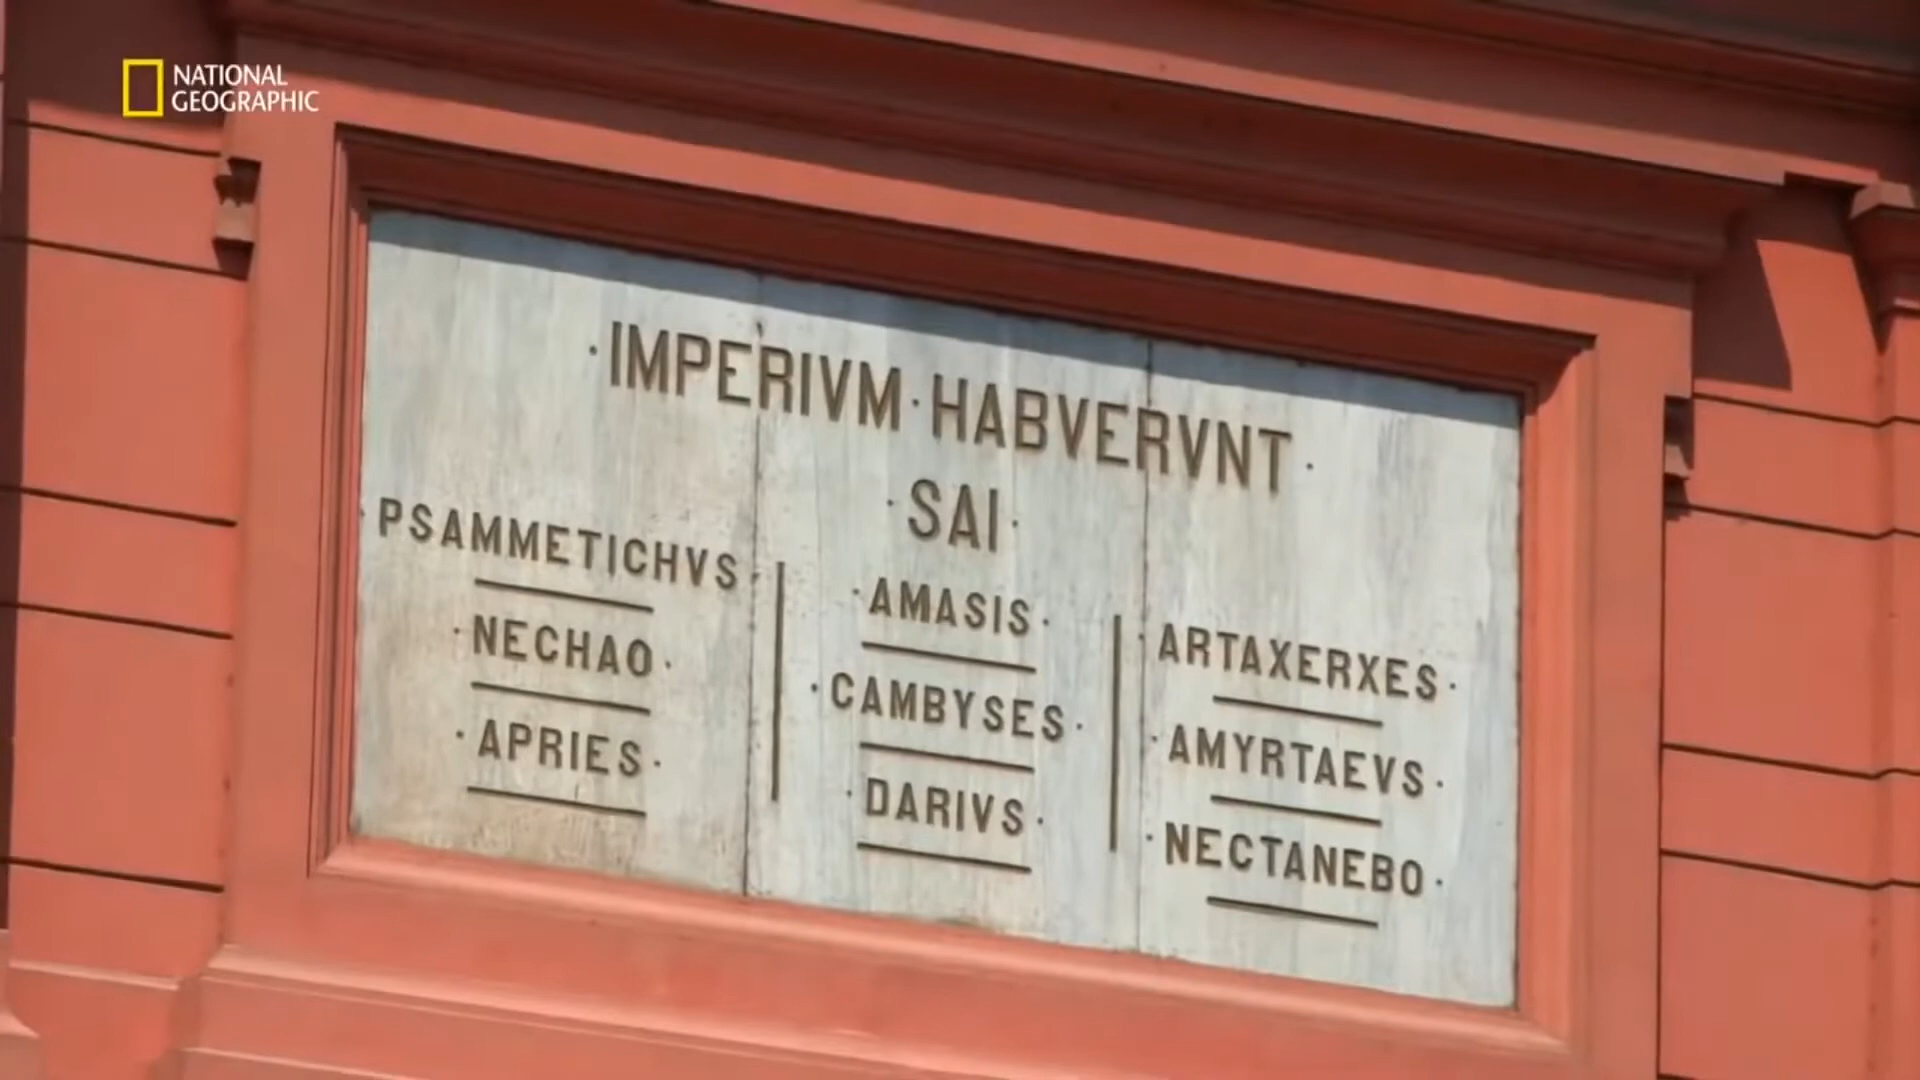 NATIONAL
GEOGRAPHIC
·IMPERIVM·HABVERVNT·
·SAI·
·PSAMMETICHVS·
·NECHAO·
·APRIES·
·AMASIS·
·CAMBYSES·
·DARIVS·
·ARTAXERXES·
·AMYRTAEVS·
·NECTANEBO·